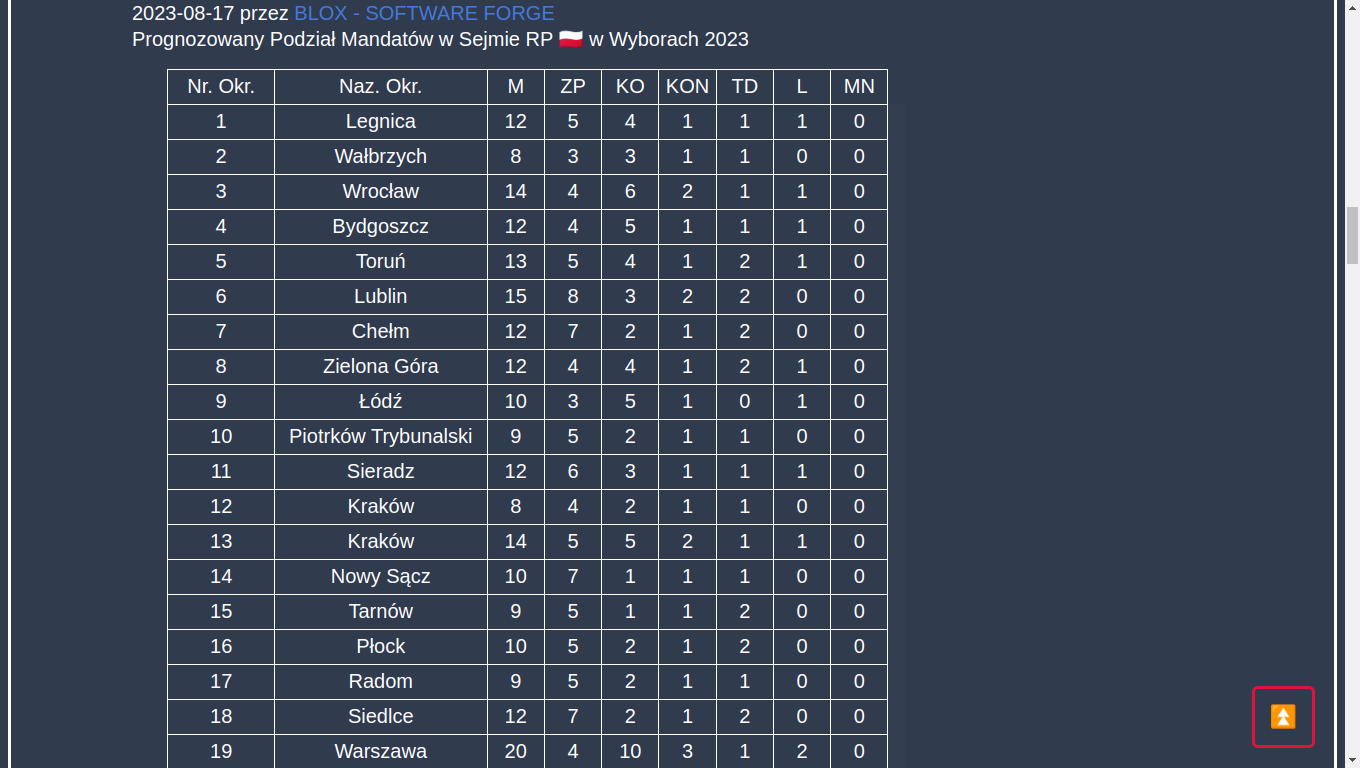 2023-08-17 przez BLOX - SOFTWARE FORGE
Prognozowany Podział Mandatów w Sejmie RP 🇵🇱 w Wyborach 2023
Nr. Okr. Naz. Okr. M ZP KO KON TD L MN
1 Legnica 12 5 4 1 1 1 0
2 Wałbrzych 8 3 3 1 1 0 0
3 Wrocław 14 4 6 2 1 1 0
4 Bydgoszcz 12 4 5 1 1 1 0
5 Toruń 13 5 4 1 2 1 0
6 Lublin 15 8 3 2 2 0 0
7 Chełm 12 7 2 1 2 0 0
8 Zielona Góra 12 4 4 1 2 1 0
9 Łódź 10 3 5 1 0 1 0
10 Piotrków Trybunalski 9 5 2 1 1 0 0
11 Sieradz 12 6 3 1 1 1 0
12 Kraków 8 4 2 1 1 0 0
13 Kraków 14 5 5 2 1 1 0
14 Nowy Sącz 10 7 1 1 1 0 0
15 Tarnów 9 5 1 1 2 0 0
16 Płock 10 5 2 1 2 0 0
17 Radom 9 5 2 1 1 0 0
18 Siedlce 12 7 2 1 2 0 0
19 Warszawa 20 4 10 3 1 2 0